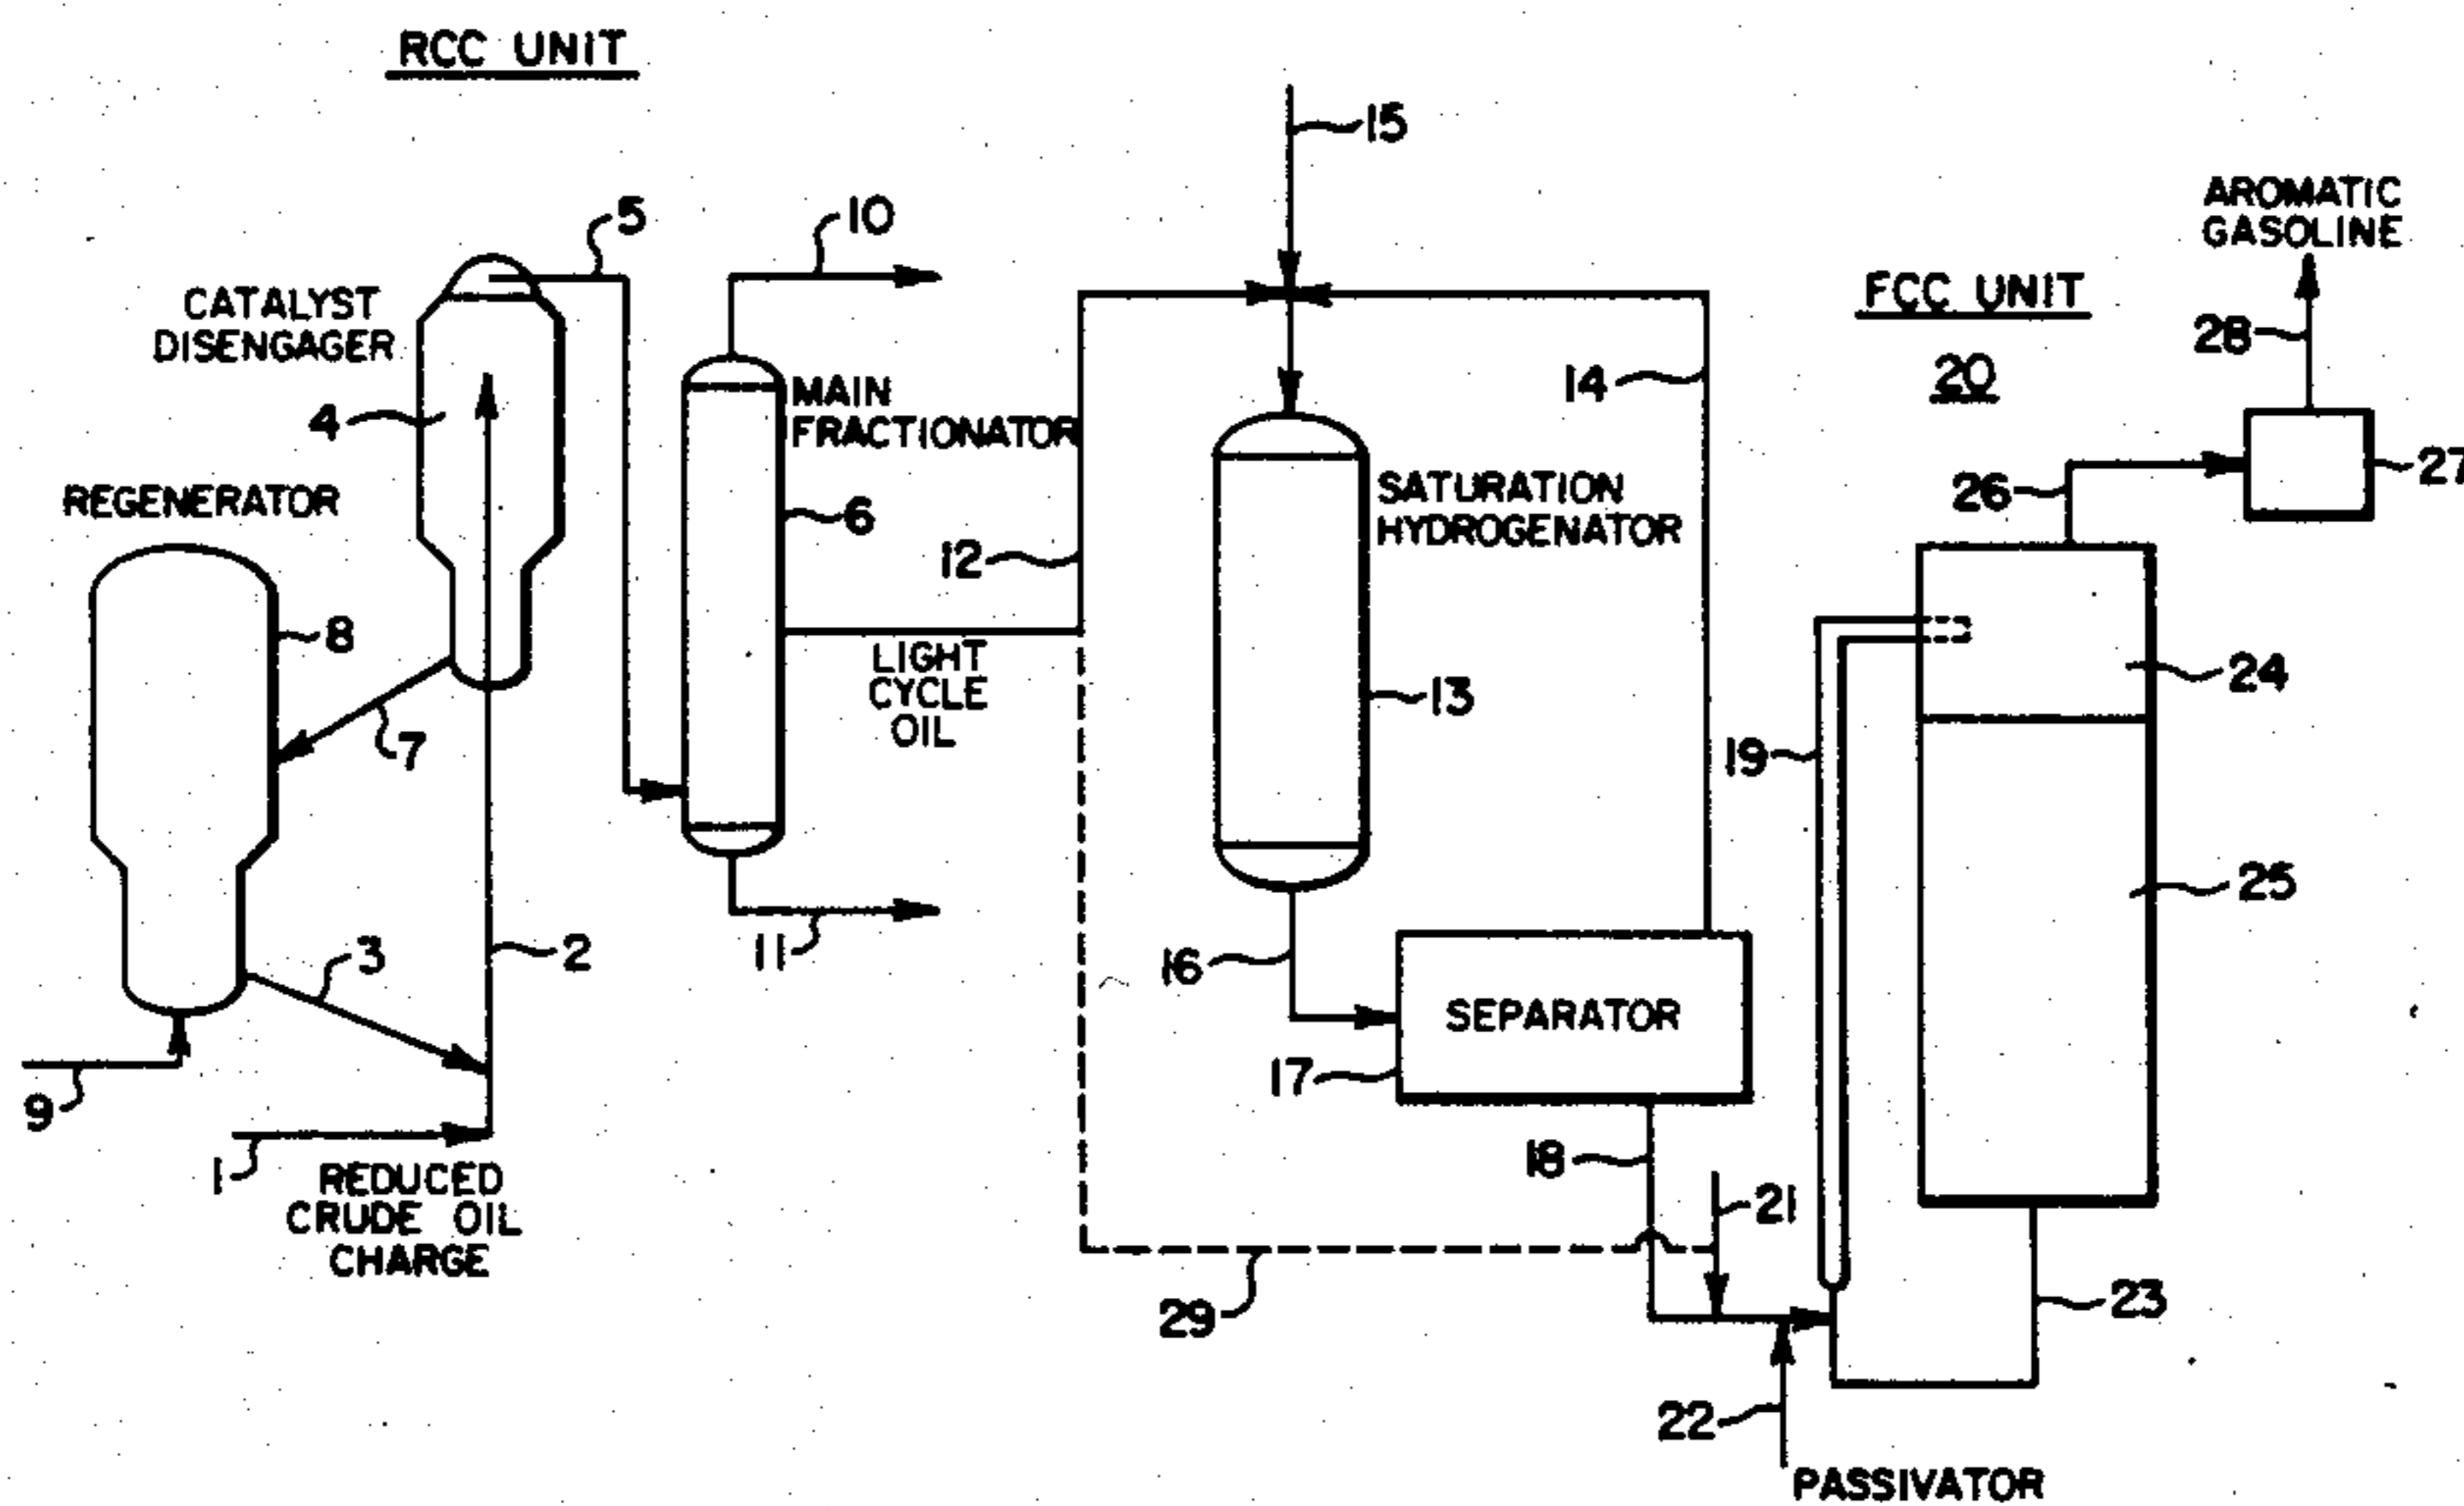 RCC UNIT
15
AROMATIC
GASOLINE
5
10
FCC UNIT
20
28
CATALYST
DISENGAGER
4
MAIN
FRACTIONATOR
14
27
26
REGENERATOR
6
12
SATURATION
HYDROGENATOR
8
LIGHT
CYCLE
OIL
13
24
7
19
25
3
2
11
16
SEPARATOR
17
9
1
REDUCED
CRUDE OIL
CHARGE
18
21
29
23
22
PASSIVATOR